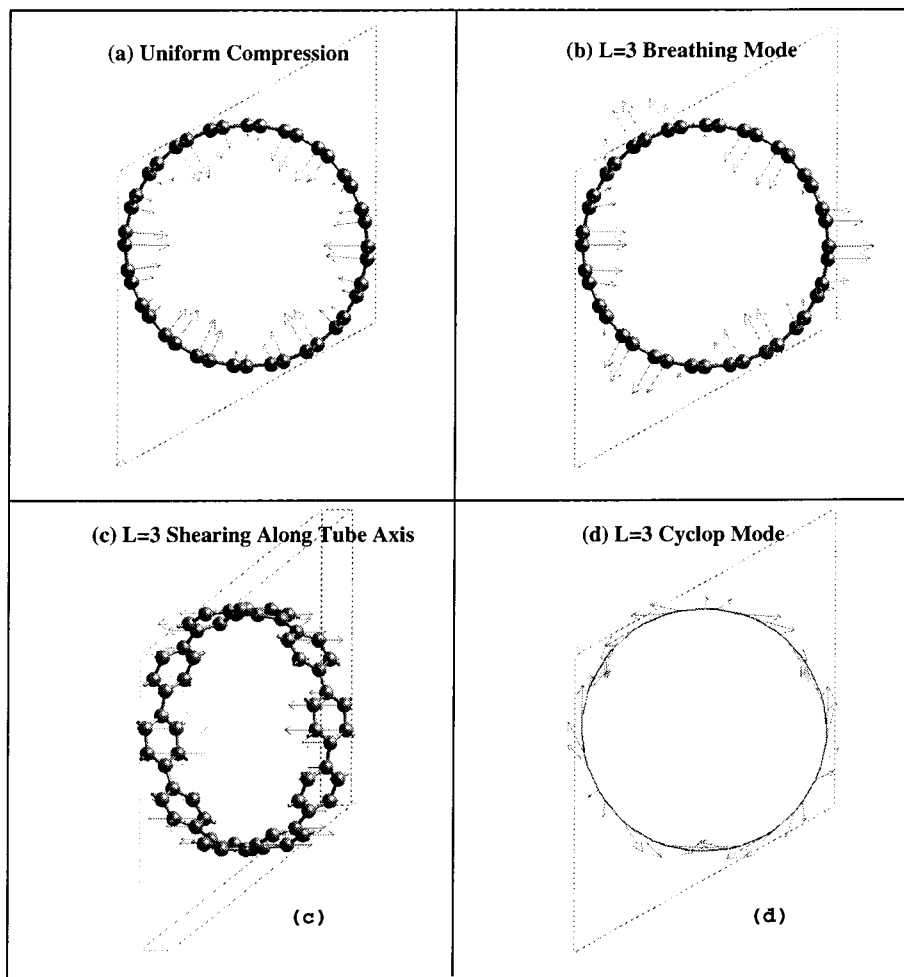 (a) Uniform Compression
(b) L=3 Breathing Mode
(c) L=3 Shearing Along Tube Axis
(d) L=3 Cyclop Mode
(c)
(d)